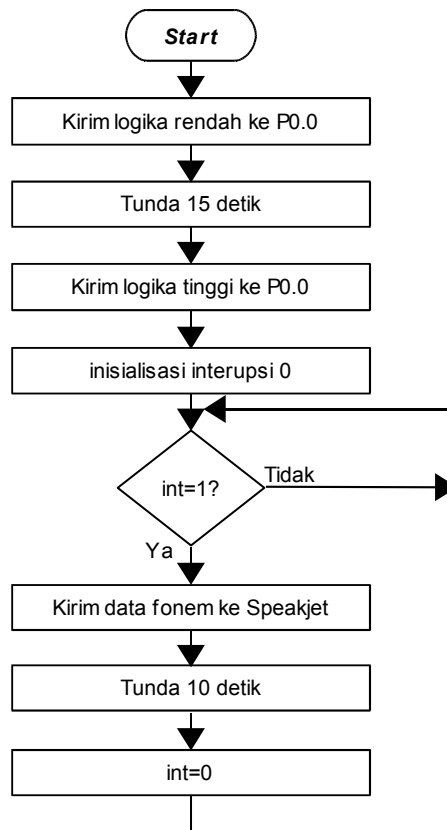 Start
Kirim logika rendah ke P0.0
Tunda 15 detik
Kirim logika tinggi ke P0.0
inisialisasi interupsi 0
int=1?
Tidak
Ya
Kirim data fonem ke Speakjet
Tunda 10 detik
int=0